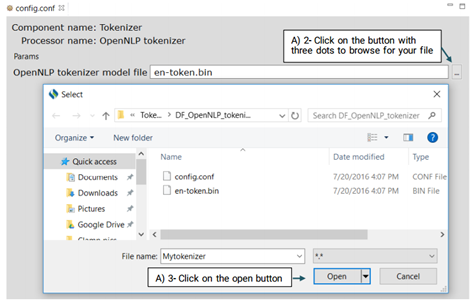 config.conf
Component name: Tokenizer
Processor name: OpenNLP tokenizer
Params
A) 2- Click on the button with
three dots to browse for your file
OpenNLP tokenizer model file en-token.bin ...
Select
« Toke... > DF_OpenNLP_tokeni...
Search DF_OpenNLP_tokenizer
Organize
New folder
Quick access
Documents
Downloads
Pictures
Google Drive
Name Date modified Type
config.conf 7/20/2016 4:07 PM CONF File
en-token.bin 7/20/2016 4:07 PM BIN File
File name: Mytokenizer *.*
A) 3- Click on the open button
Open Cancel